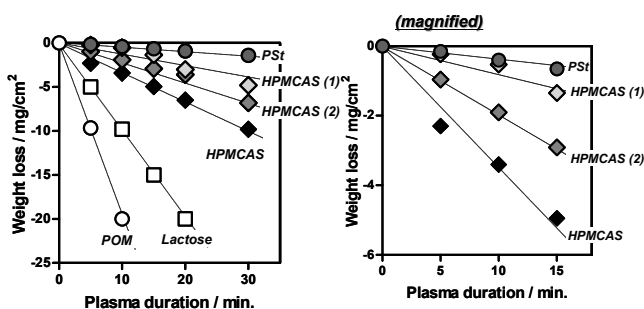 (magnified)
0
-5
-10
-15
-20
-25
Weight loss / mg/cm2
0
10
20
30
Plasma duration / min.
PSt
HPMCAS (1)
HPMCAS (2)
HPMCAS
Lactose
POM
0
-2
-4
-6
Weight loss / mg/cm2
0
5
10
15
Plasma duration / min.
PSt
HPMCAS (1)
HPMCAS (2)
HPMCAS